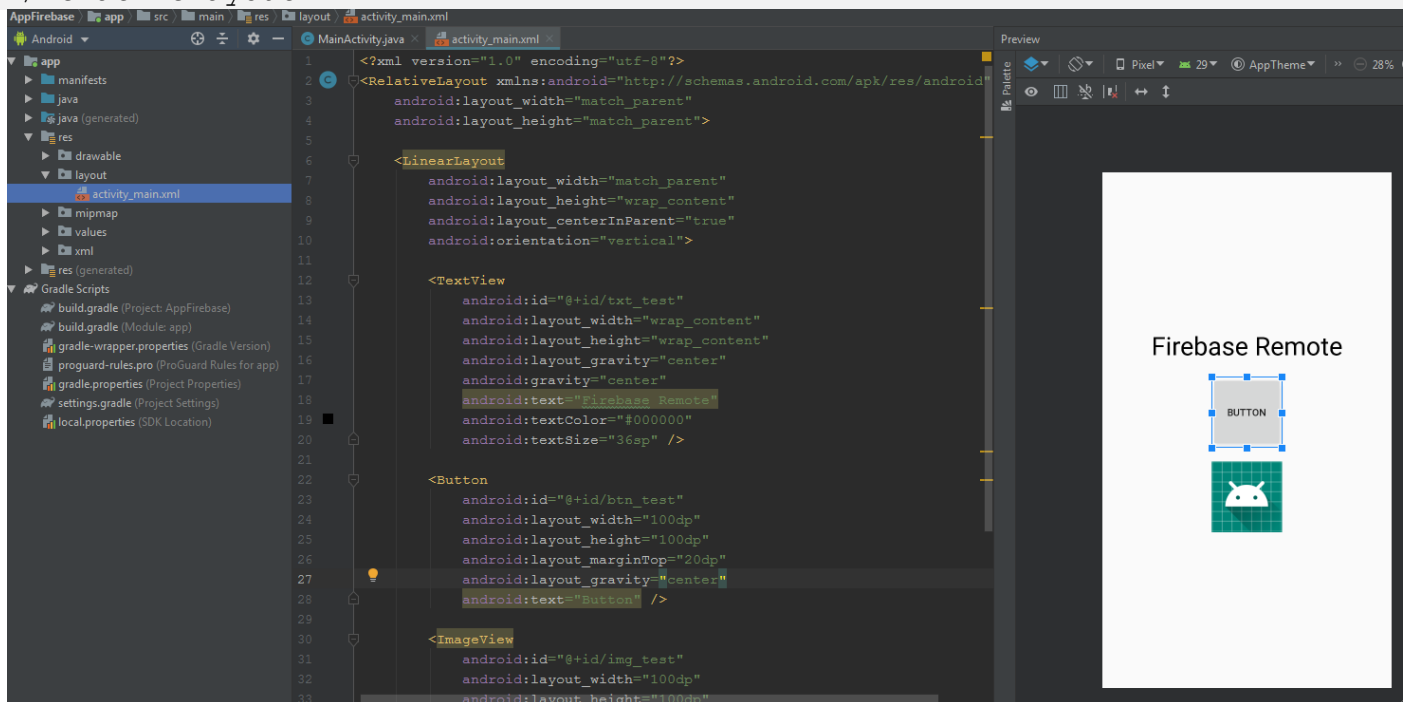 AppFirebase app src main res layout activity_main.xml
Android
MainActivity.java activity_main.xml
Preview
app
manifests
java
java (generated)
res
drawable
layout
activity_main.xml
mipmap
values
xml
res (generated)
Gradle Scripts
build.gradle (Project: AppFirebase)
build.gradle (Module: app)
gradle-wrapper.properties (Gradle Version)
proguard-rules.pro (ProGuard Rules for app)
gradle.properties (Project Properties)
settings.gradle (Project Settings)
local.properties (SDK Location)
1 <?xml version="1.0" encoding="utf-8"?>
2 <RelativeLayout xmlns:android="http://schemas.android.com/apk/res/android"
3 android:layout_width="match_parent"
4 android:layout_height="match_parent">
5
6 <LinearLayout
7 android:layout_width="match_parent"
8 android:layout_height="wrap_content"
9 android:layout_centerInParent="true"
10 android:orientation="vertical">
11
12 <TextView
13 android:id="@+id/txt_test"
14 android:layout_width="wrap_content"
15 android:layout_height="wrap_content"
16 android:layout_gravity="center"
17 android:gravity="center"
18 android:text="Firebase Remote"
19 android:textColor="#000000"
20 android:textSize="36sp" />
21
22 <Button
23 android:id="@+id/btn_test"
24 android:layout_width="100dp"
25 android:layout_height="100dp"
26 android:layout_marginTop="20dp"
27 android:layout_gravity="center"
28 android:text="Button" />
29
30 <ImageView
31 android:id="@+id/img_test"
32 android:layout_width="100dp"
33 android:layout_height="100dp"
Palette
Pixel 29 AppTheme 28%
Firebase Remote
BUTTON